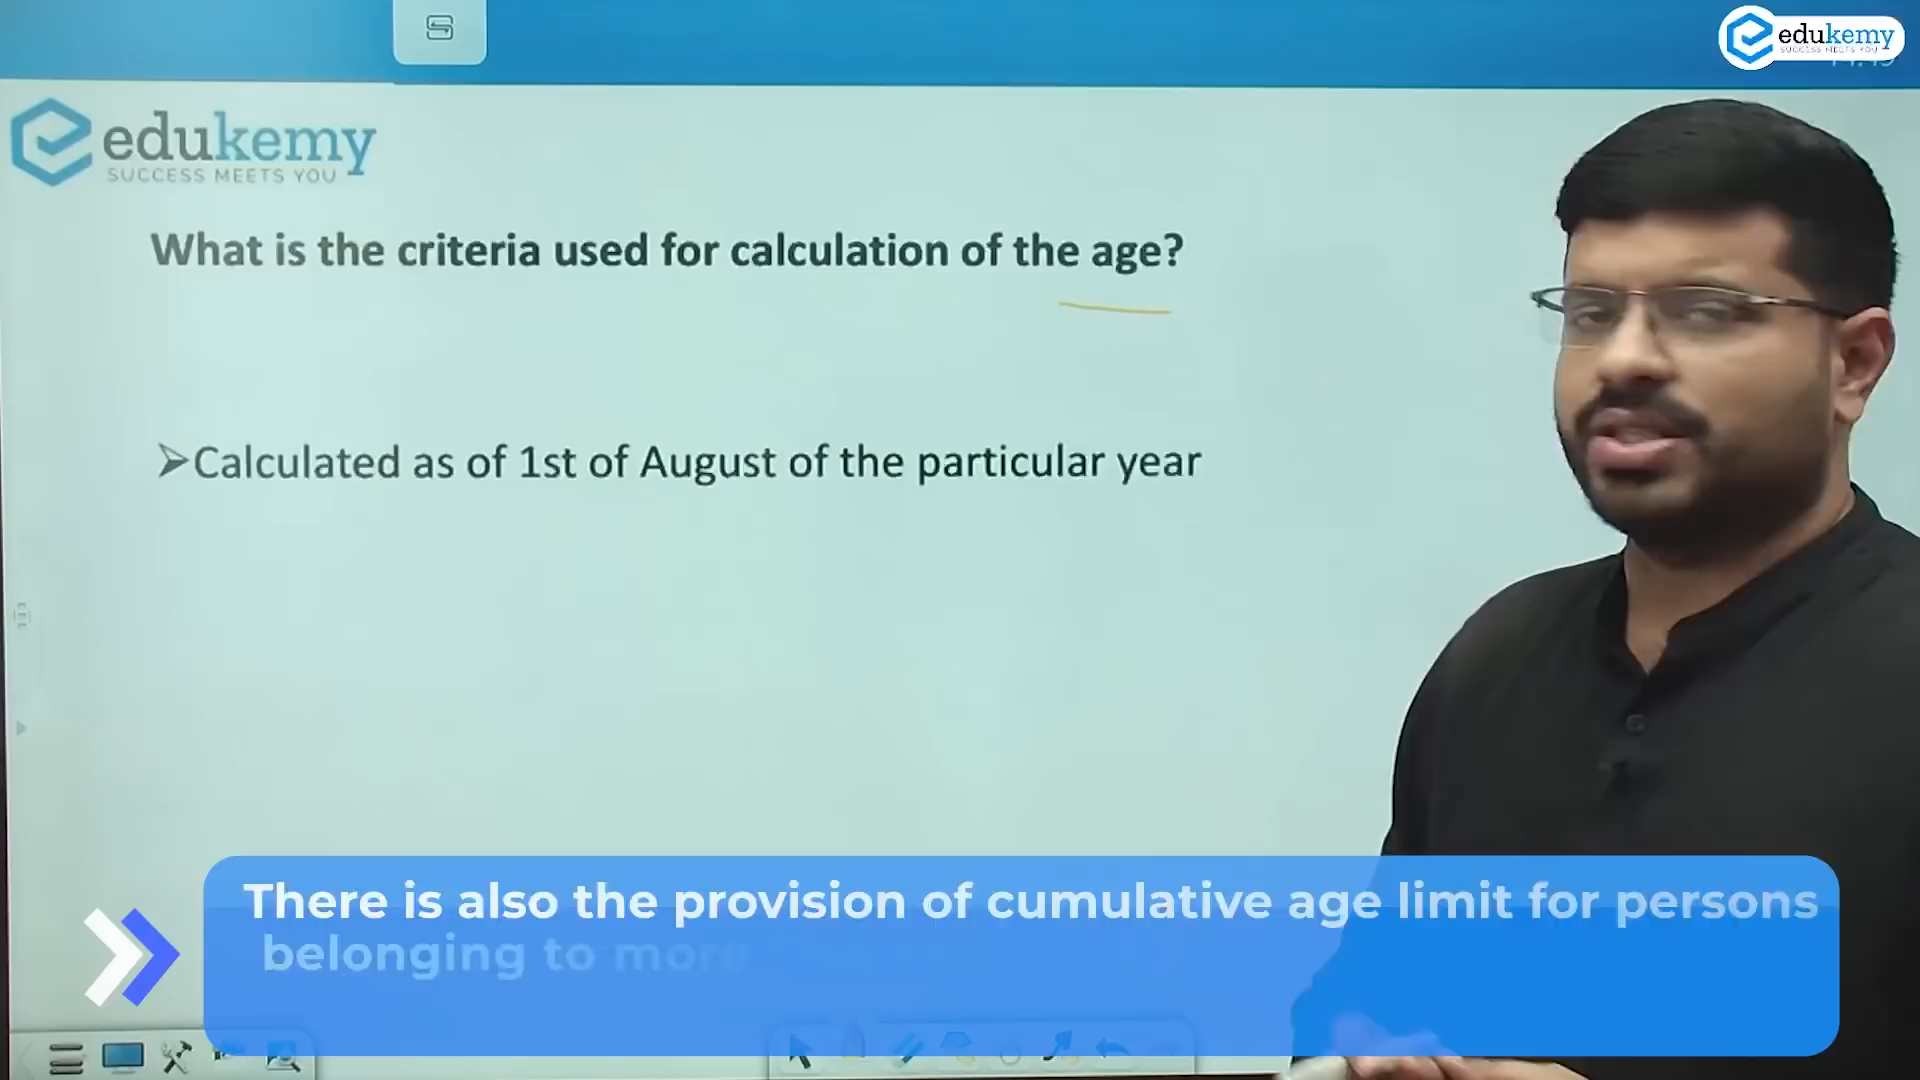 edukemy
SUCCESS MEETS YOU
edukemy
SUCCESS MEETS YOU
What is the criteria used for calculation of the age?
➢Calculated as of 1st of August of the particular year
There is also the provision of cumulative age limit for persons
belonging to more